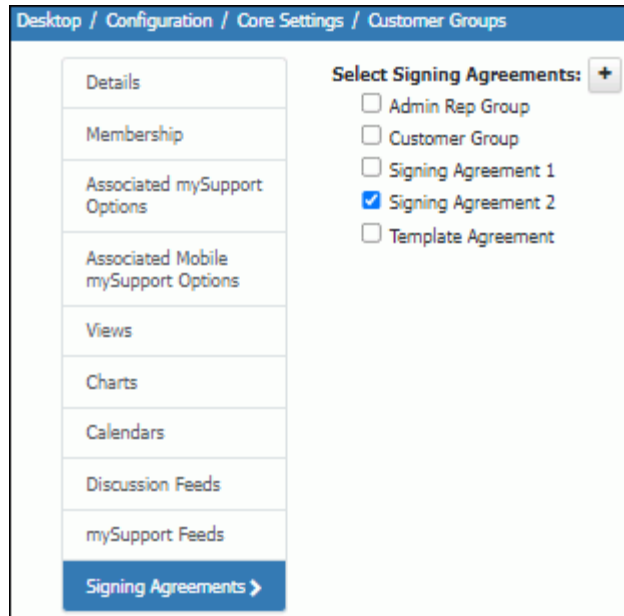 Desktop / Configuration / Core Settings / Customer Groups
Details
Membership
Associated mySupport
Options
Associated Mobile
mySupport Options
Views
Charts
Calendars
Discussion Feeds
mySupport Feeds
Signing Agreements
Select Signing Agreements: +
Admin Rep Group
Customer Group
Signing Agreement 1
Signing Agreement 2
Template Agreement